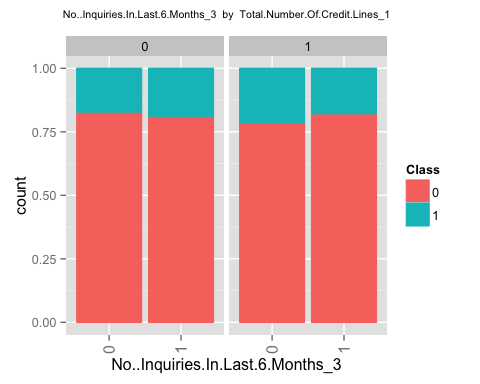 No..Inquiries.In.Last.6.Months_3 by Total.Number.Of.Credit.Lines_1
0 1
1.00
0.75
0.50
0.25
0.00
count
0 1 0 1
No..Inquiries.In.Last.6.Months_3
Class
0
1